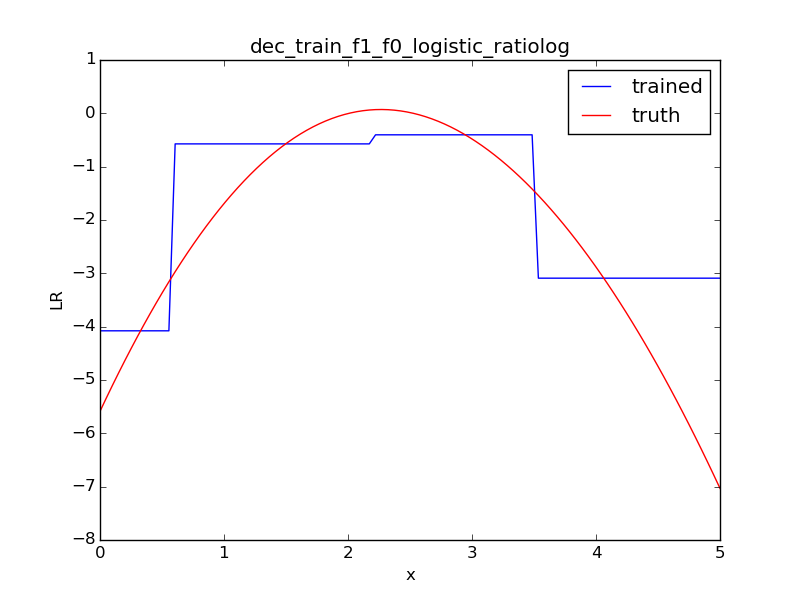 dec_train_f1_f0_logistic_ratiolog
trained
truth
1
0
−1
−2
−3
−4
−5
−6
−7
−8
LR
0 1 2 3 4 5
x